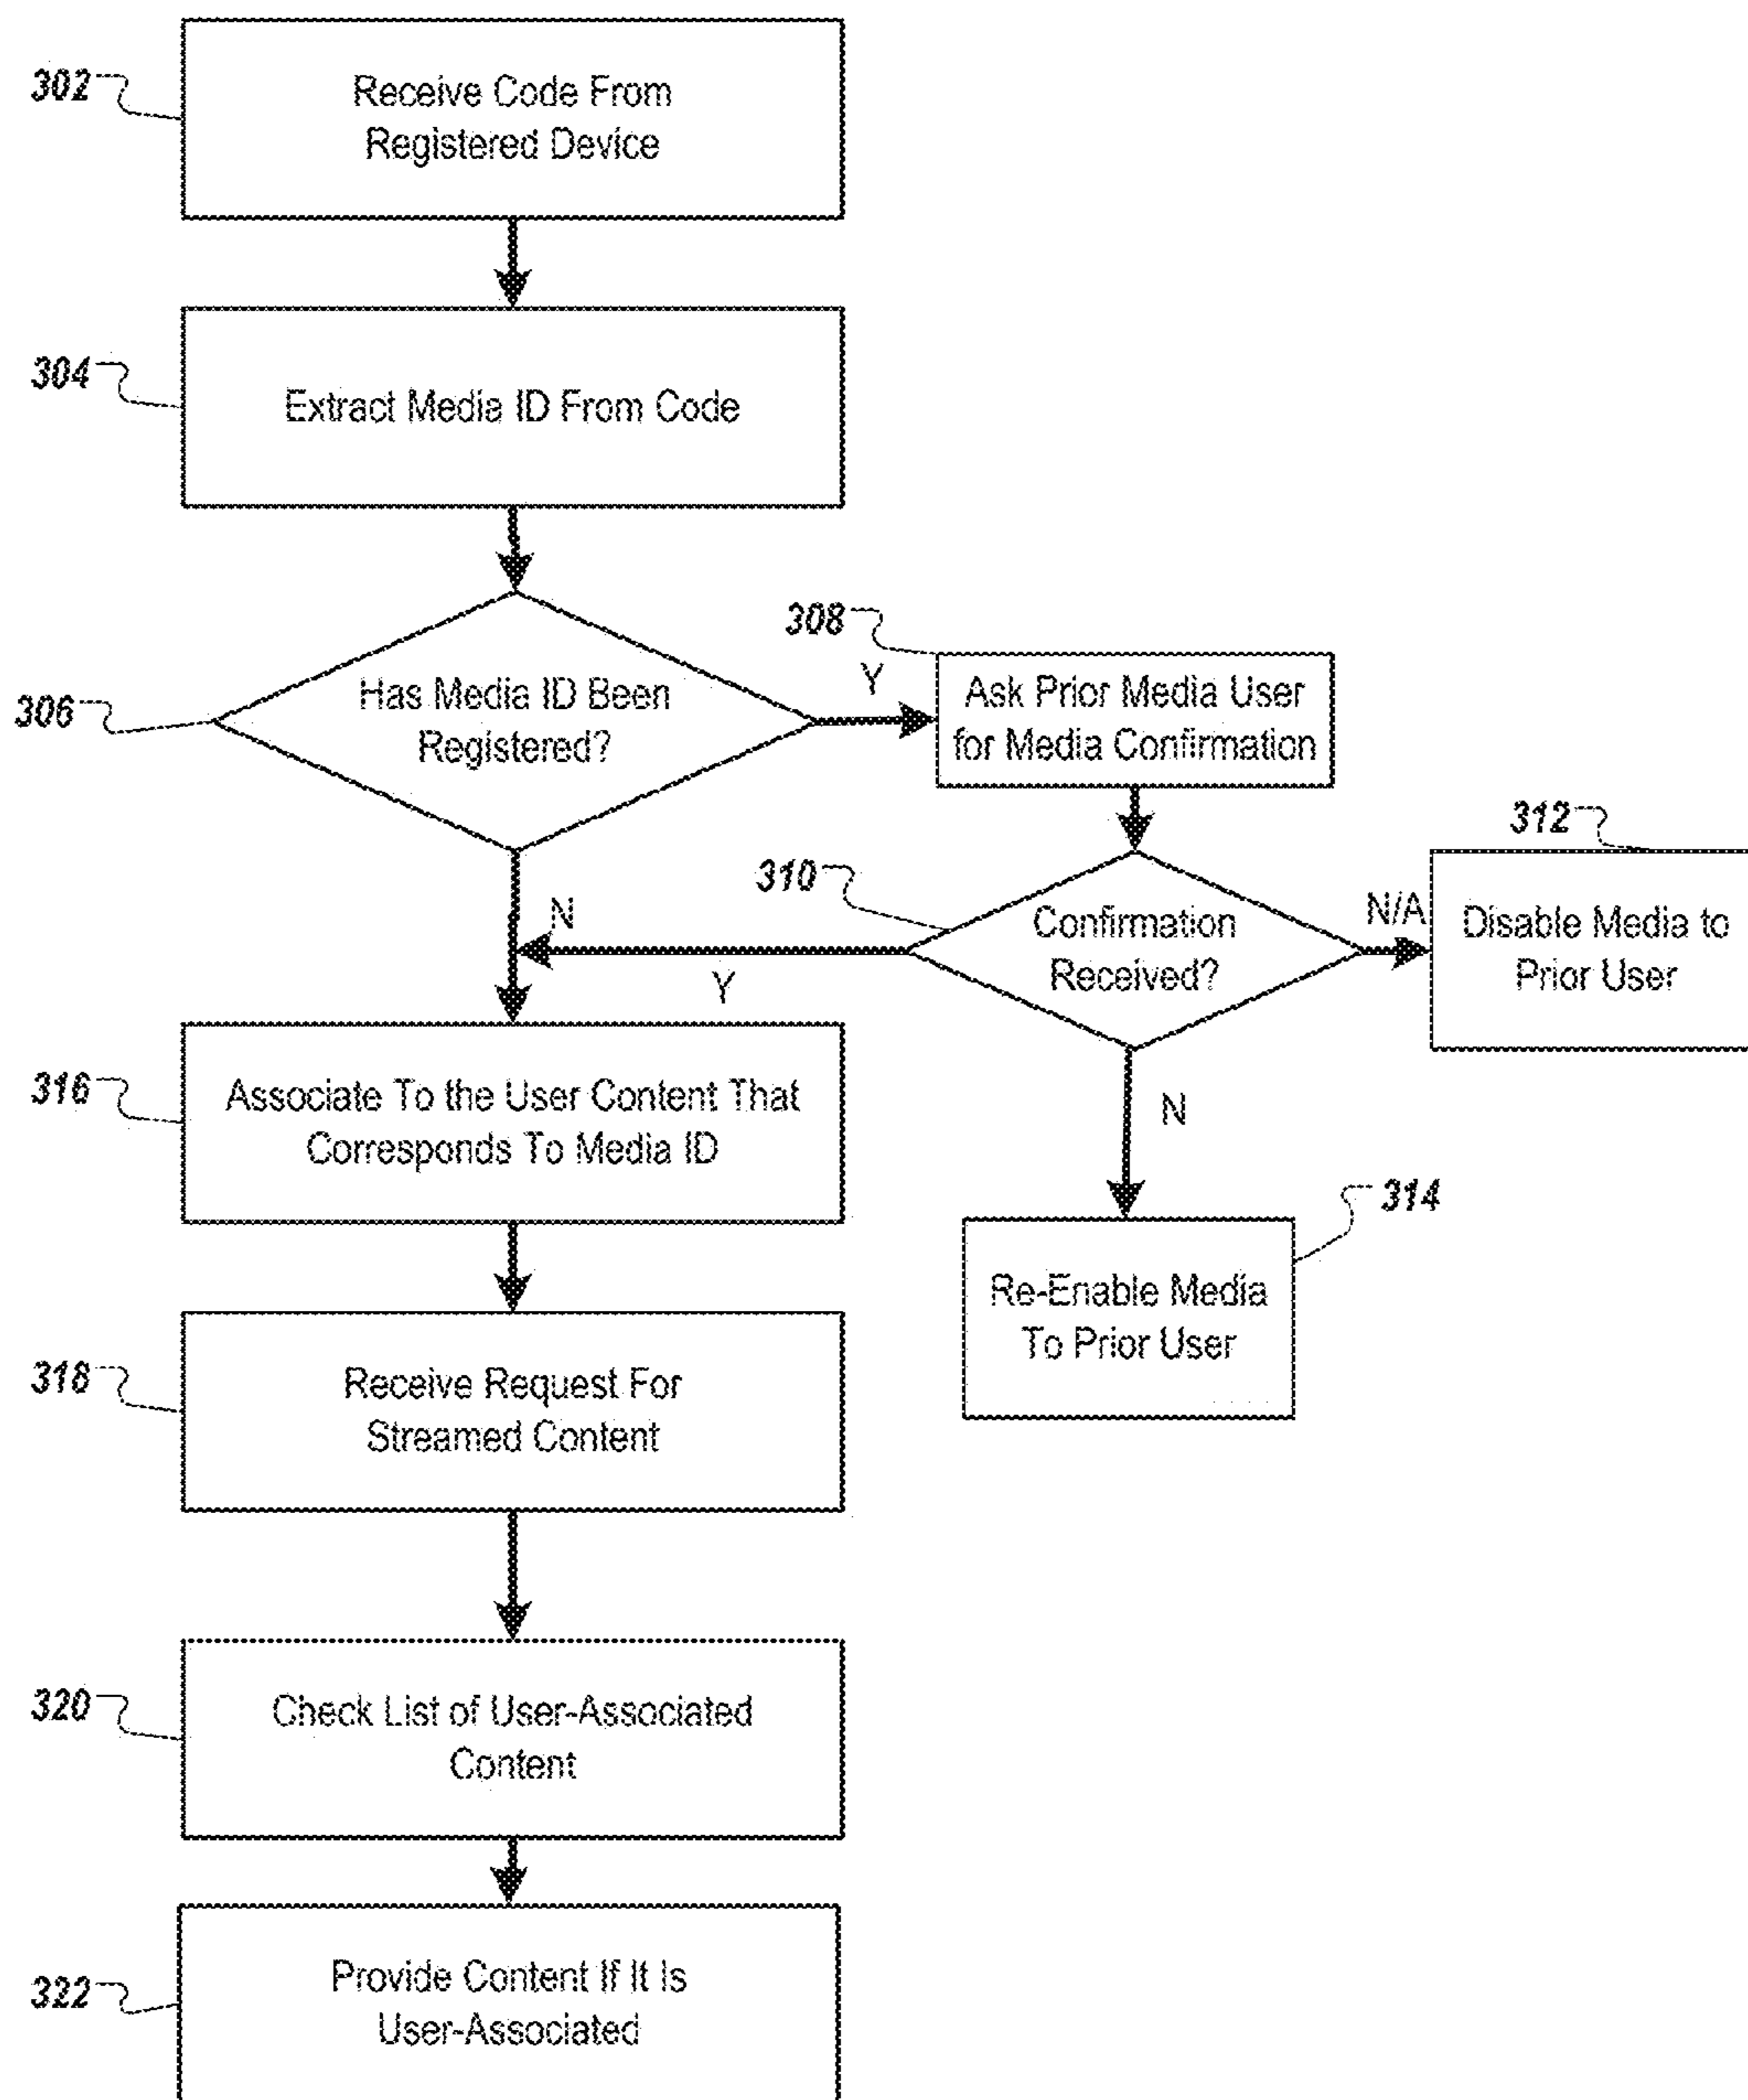 302
Receive Code From
Registered Device
304
Extract Media ID From Code
306
Has Media ID Been
Registered?
Y
308
Ask Prior Media User
for Media Confirmation
310
Confirmation
Received?
N/A
312
Disable Media to
Prior User
N
Y
N
314
Re-Enable Media
To Prior User
316
Associate To the User Content That
Corresponds To Media ID
318
Receive Request For
Streamed Content
320
Check List of User-Associated
Content
322
Provide Content If It Is
User-Associated